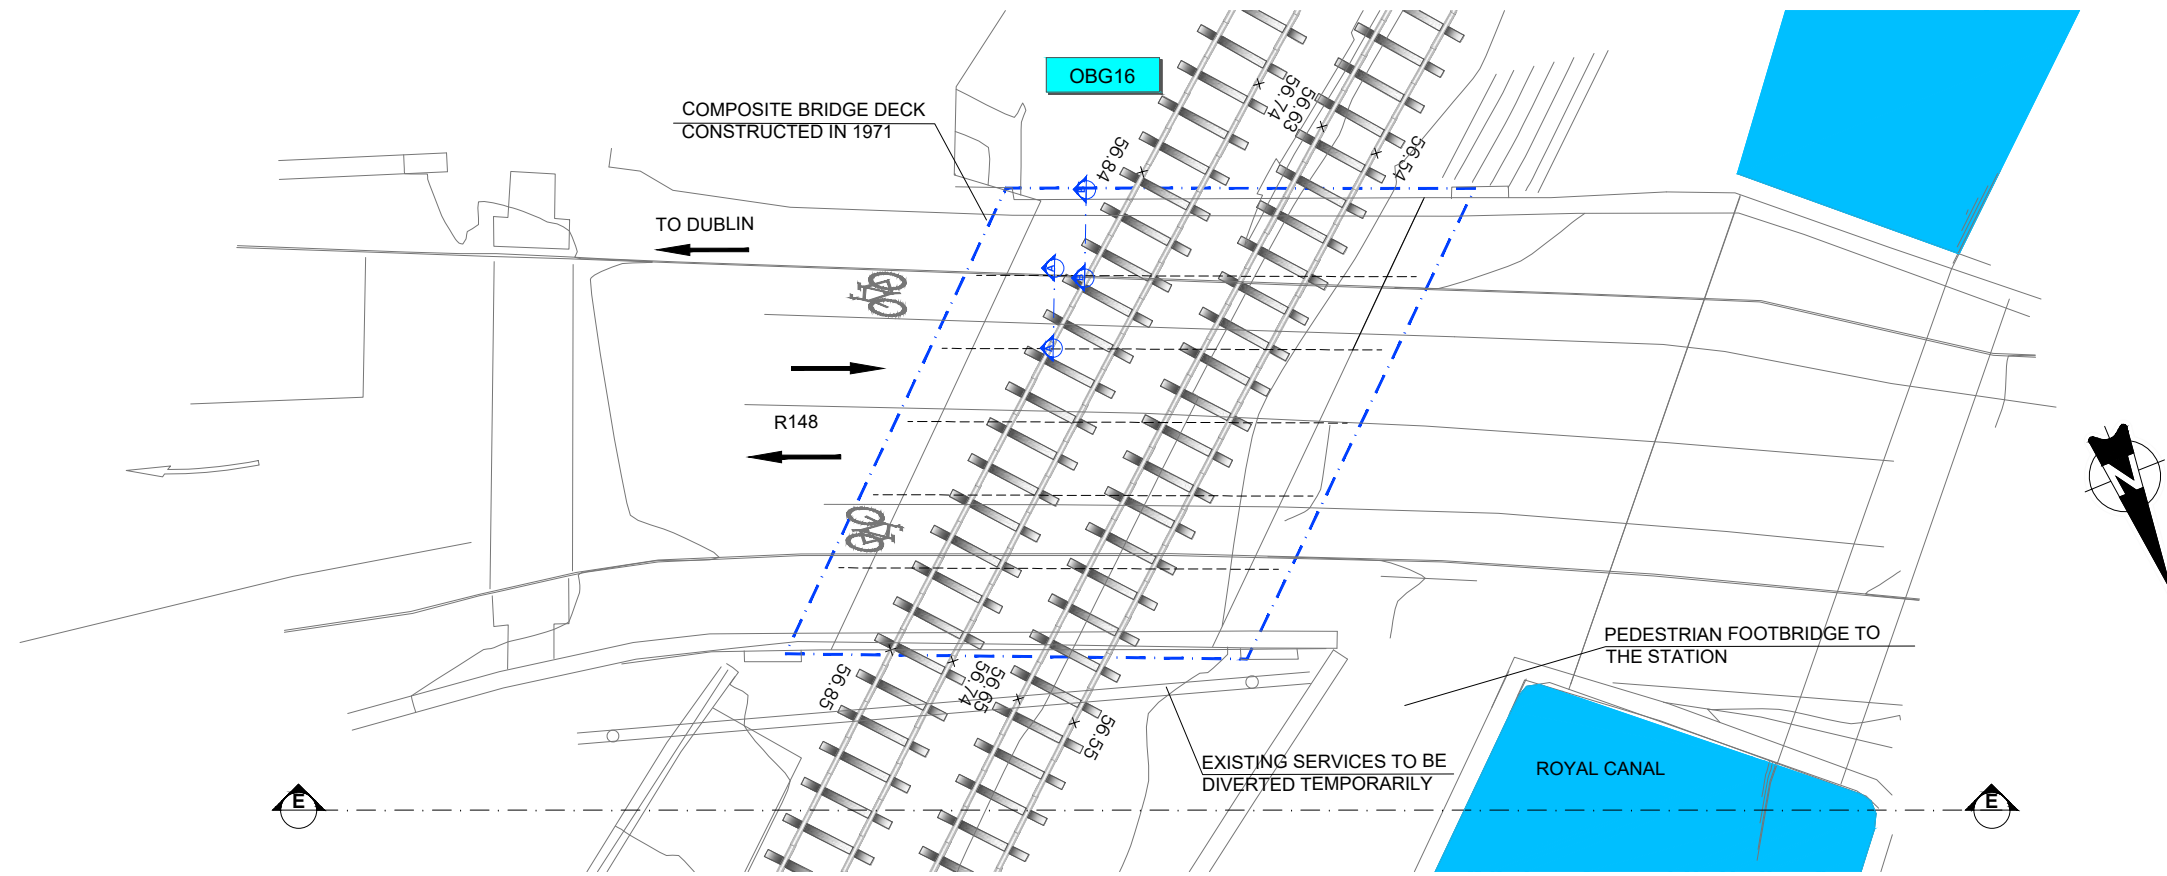 OBG16
COMPOSITE BRIDGE DECK
CONSTRUCTED IN 1971
56.74
56.63
56.84
56.54
TO DUBLIN
B
A
B
A
R148
N
PEDESTRIAN FOOTBRIDGE TO
THE STATION
56.85
56.74
56.65
56.55
EXISTING SERVICES TO BE
DIVERTED TEMPORARILY
ROYAL CANAL
E
E